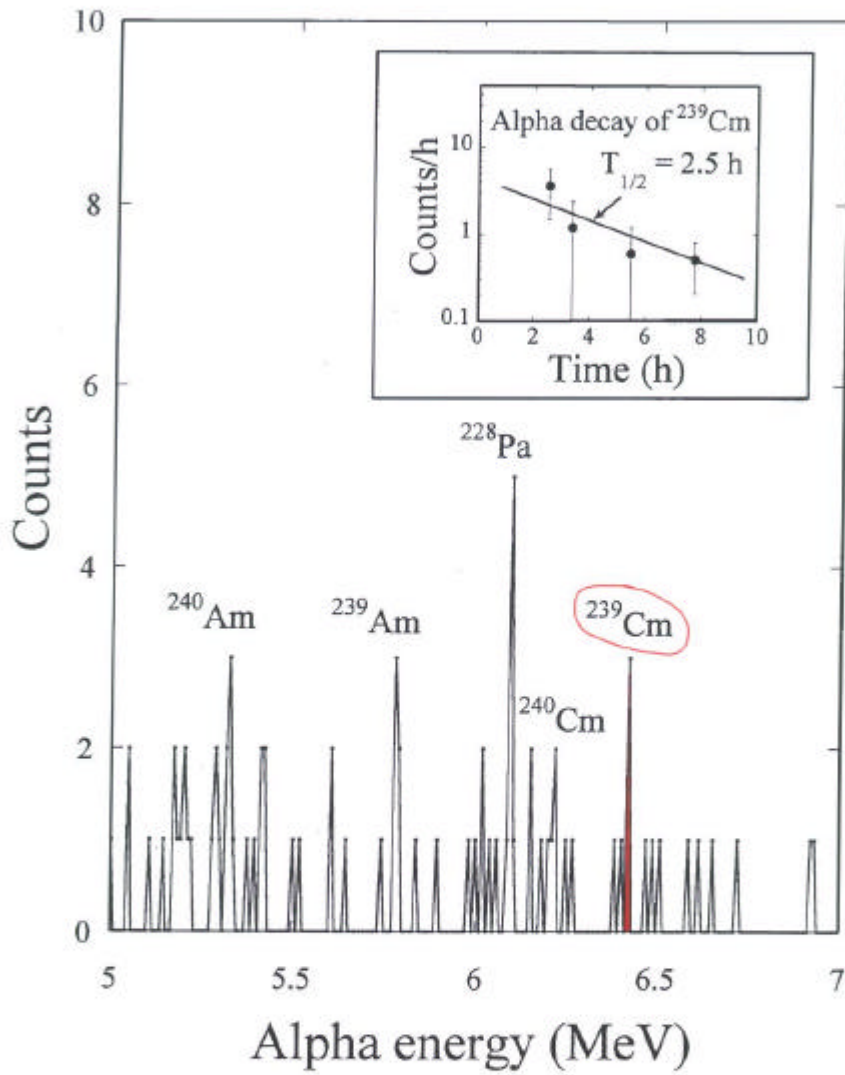 10
8
6
4
2
0
Counts
5
5.5
6
6.5
7
Alpha energy (MeV)
²⁴⁰Am
²³⁹Am
²²⁸Pa
²⁴⁰Cm
²³⁹Cm
Alpha decay of ²³⁹Cm
T₁/₂ = 2.5 h
Counts/h
10
1
0.1
0
2
4
6
8
10
Time (h)